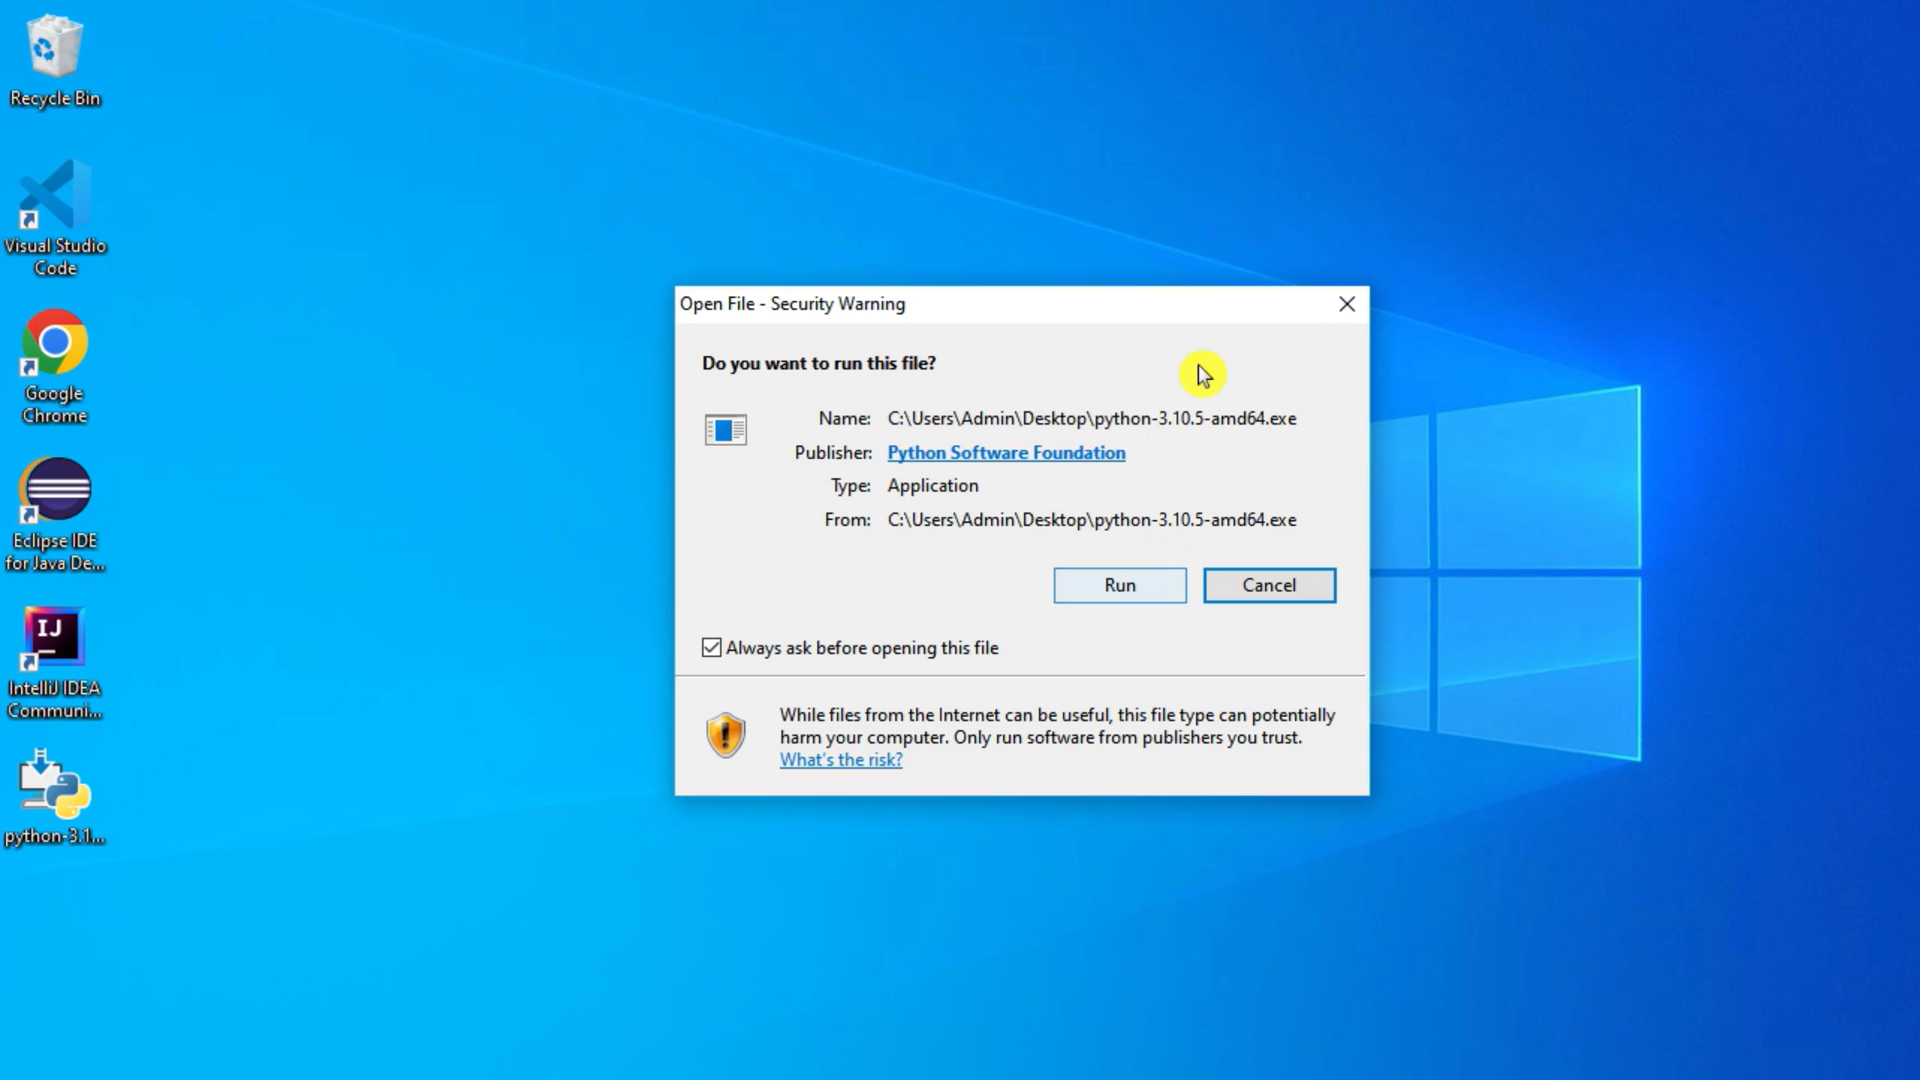 Recycle Bin
Visual Studio
Code
Google
Chrome
Eclipse IDE
for Java De...
IntelliJ IDEA
Communi...
python-3.1...
Open File - Security Warning
Do you want to run this file?
Name: C:\Users\Admin\Desktop\python-3.10.5-amd64.exe
Publisher: Python Software Foundation
Type: Application
From: C:\Users\Admin\Desktop\python-3.10.5-amd64.exe
Run Cancel
Always ask before opening this file
While files from the Internet can be useful, this file type can potentially
harm your computer. Only run software from publishers you trust.
What's the risk?